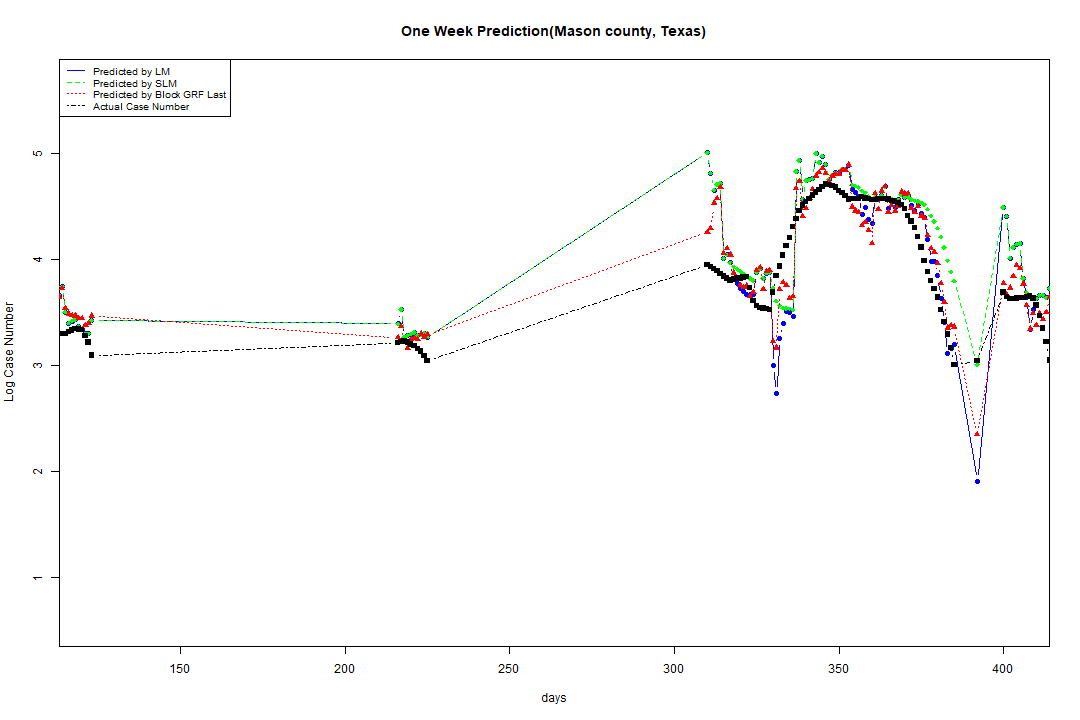 One Week Prediction(Mason county, Texas)
Predicted by LM
Predicted by SLM
Predicted by Block GRF Last
Actual Case Number
5
4
3
2
1
Log Case Number
150 200 250 300 350 400
days